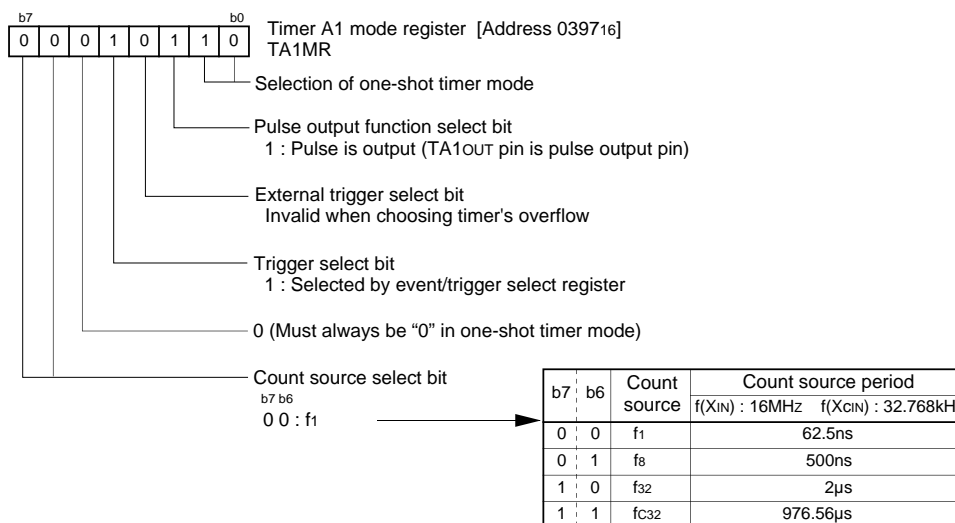 b7 b0
0 0 0 1 0 1 1 0
Timer A1 mode register [Address 039716]
TA1MR
Selection of one-shot timer mode
Pulse output function select bit
1 : Pulse is output (TA1OUT pin is pulse output pin)
External trigger select bit
Invalid when choosing timer's overflow
Trigger select bit
1 : Selected by event/trigger select register
0 (Must always be “0” in one-shot timer mode)
Count source select bit
b7 b6
0 0 : f1
b7 b6 Count source Count source period
f(XIN) : 16MHZ f(XCIN) : 32.768kH
0 0 f1 62.5ns
0 1 f8 500ns
1 0 f32 2µs
1 1 fC32 976.56µs